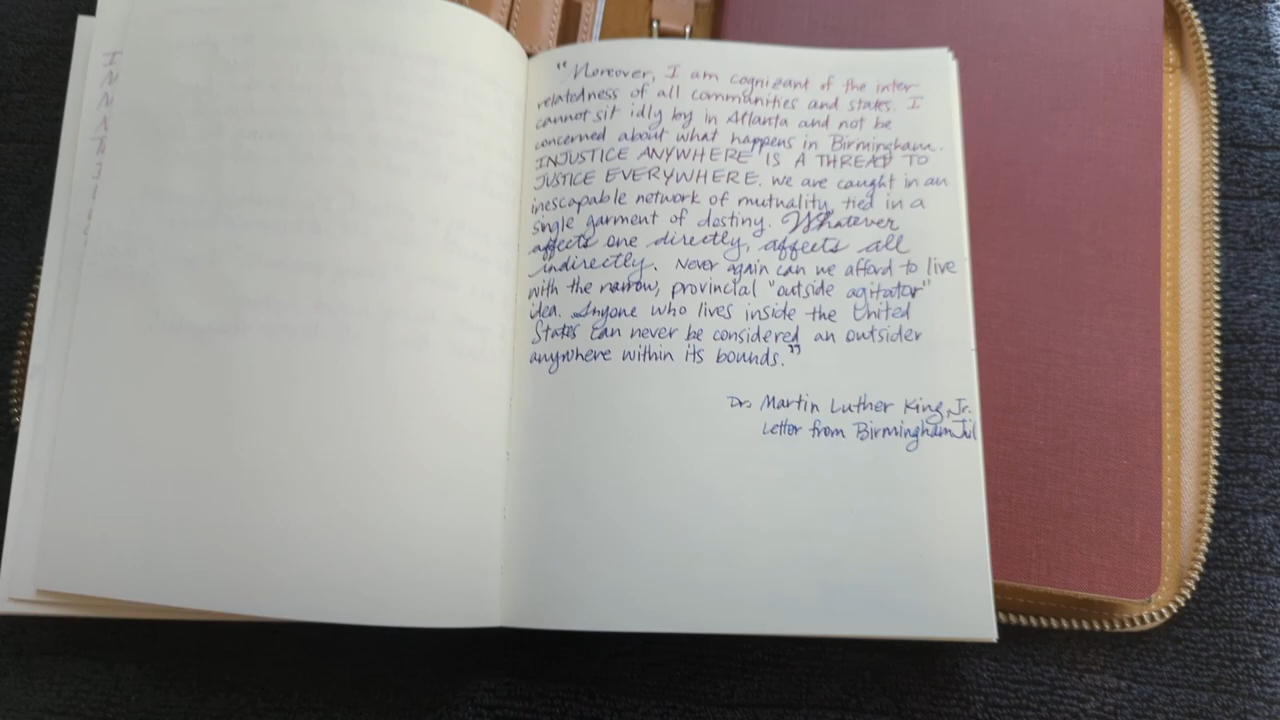 "Moreover, I am cognizant of the inter-
relatedness of all communities and states. I
cannot sit idly by in Atlanta and not be
concerned about what happens in Birmingham.
INJUSTICE ANYWHERE IS A THREAT TO
JUSTICE EVERYWHERE. We are caught in an
inescapable network of mutuality, tied in a
single garment of destiny. Whatever
affects one directly, affects all
indirectly. Never again can we afford to live
with the narrow, provincial "outside agitator"
idea. Anyone who lives inside the United
States can never be considered an outsider
anywhere within its bounds."
Dr. Martin Luther King, Jr.
Letter from Birmingham Jail